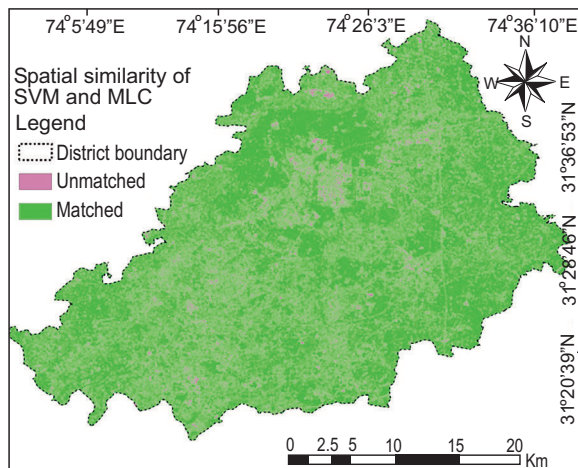 74°5'49"E 74°15'56"E 74°26'3"E 74°36'10"E
Spatial similarity of
SVM and MLC
Legend
District boundary
Unmatched
Matched
N
W E
S
31°36'53"N
31°28'46"N
31°20'39"N
0 2.5 5 10 15 20
Km